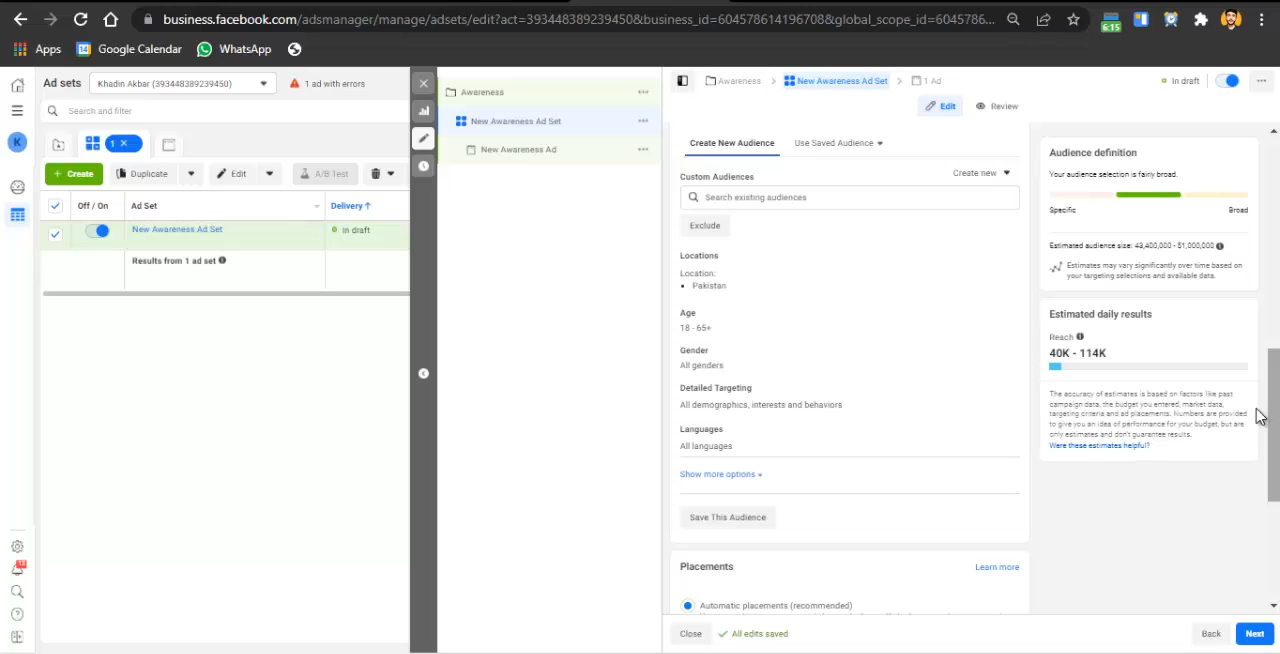 business.facebook.com/adsmanager/manage/adsets/edit?act=393448389239450&business_id=604578614196708&global_scope_id=6045786...
6:15
Apps
Google Calendar
WhatsApp
Ad sets
Khadin Akbar (393448389239450)
1 ad with errors
Search and filter
K
1 ×
+ Create
Duplicate
Edit
A/B Test
Off / On
Ad Set
Delivery ↑
New Awareness Ad Set
In draft
Results from 1 ad set
Awareness
New Awareness Ad Set
New Awareness Ad
Awareness
New Awareness Ad Set
1 Ad
In draft
Edit
Review
Create New Audience
Use Saved Audience
Custom Audiences
Create new
Search existing audiences
Exclude
Locations
Location:
• Pakistan
Age
18 - 65+
Gender
All genders
Detailed Targeting
All demographics, interests and behaviors
Languages
All languages
Show more options
Save This Audience
Placements
Learn more
Automatic placements (recommended)
Close
All edits saved
Back
Next
Audience definition
Your audience selection is fairly broad.
Specific
Broad
Estimated audience size: 43,400,000 - 51,000,000
Estimates may vary significantly over time based on
your targeting selections and available data.
Estimated daily results
Reach
40K - 114K
The accuracy of estimates is based on factors like past
campaign data, the budget you entered, market data,
targeting criteria and ad placements. Numbers are provided
to give you an idea of performance for your budget, but are
only estimates and don't guarantee results.
Were these estimates helpful?